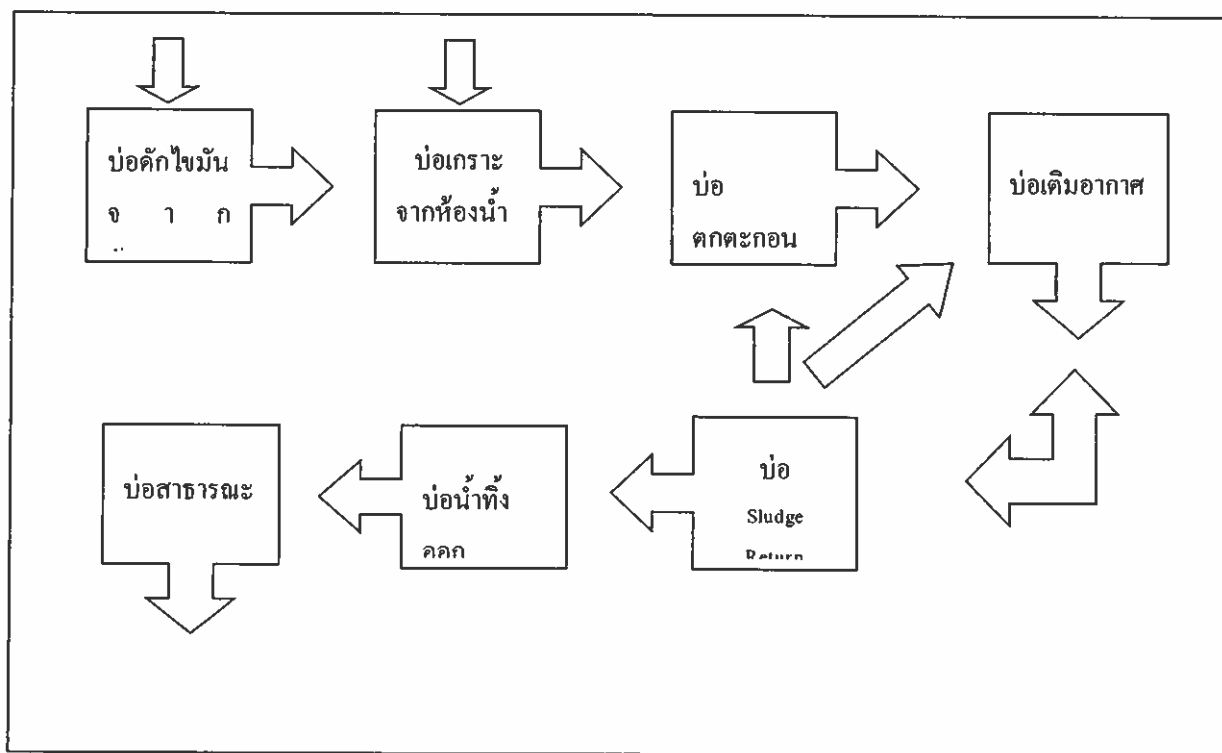 บ่อดักไขมัน
จ า ก
บ่อเกราะ
จากห้องน้ำ
บ่อ
ตกตะกอน
บ่อเติมอากาศ
บ่อสาธารณะ
บ่อน้ำทิ้ง
ออก
บ่อ
Sludge
Return